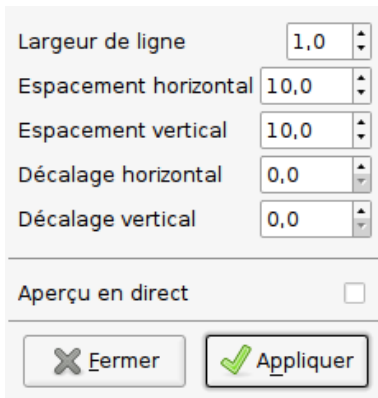 Largeur de ligne 1,0
Espacement horizontal 10,0
Espacement vertical 10,0
Décalage horizontal 0,0
Décalage vertical 0,0
Aperçu en direct
Fermer Appliquer